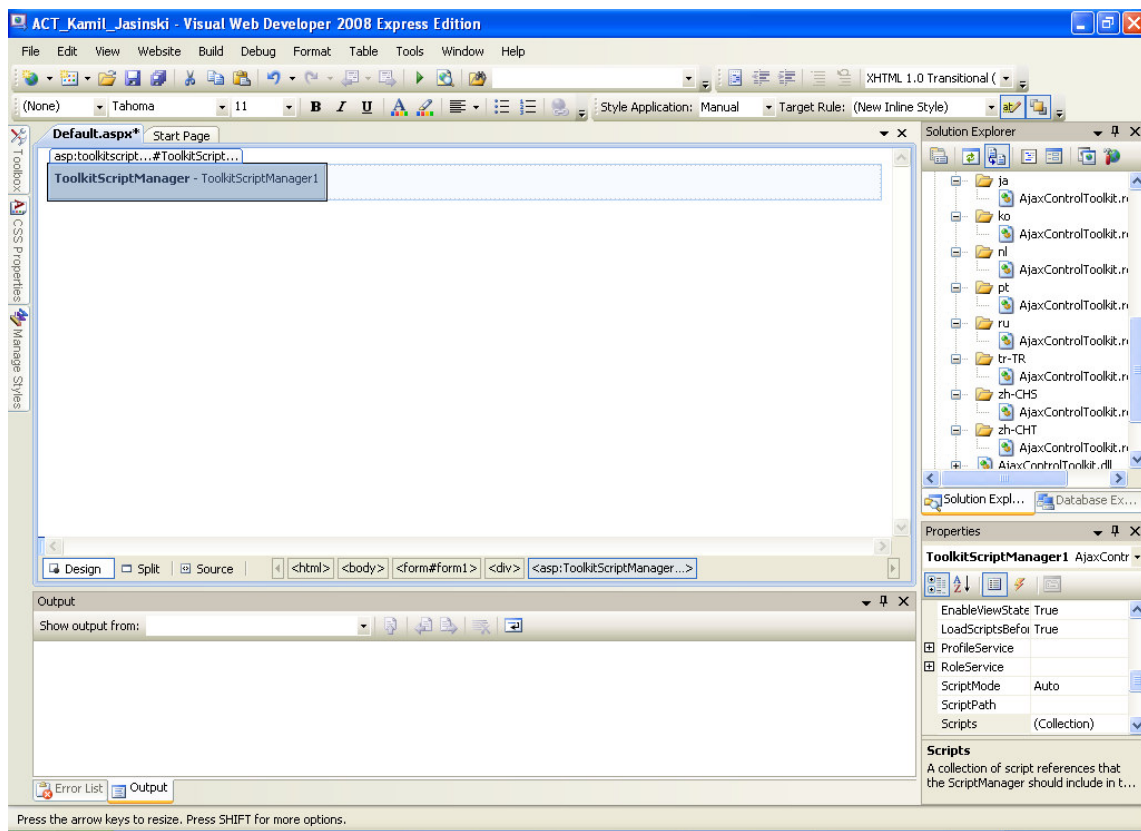 ACT_Kamil_Jasinski - Visual Web Developer 2008 Express Edition
File Edit View Website Build Debug Format Table Tools Window Help
XHTML 1.0 Transitional (
(None) Tahoma 11 B I U A Style Application: Manual Target Rule: (New Inline Style)
Toolbox
CSS Properties
Manage Styles
Default.aspx* Start Page
asp:toolkitscript...#ToolkitScript...
ToolkitScriptManager - ToolkitScriptManager1
Design Split Source <html> <body> <form#form1> <div> <asp:ToolkitScriptManager...>
Output
Show output from:
Error List Output
Solution Explorer
ja
AjaxControlToolkit.r
ko
AjaxControlToolkit.r
nl
AjaxControlToolkit.r
pt
AjaxControlToolkit.r
ru
AjaxControlToolkit.r
tr-TR
AjaxControlToolkit.r
zh-CHS
AjaxControlToolkit.r
zh-CHT
AjaxControlToolkit.r
AjaxControlToolkit.dll
Solution Expl... Database Ex...
Properties
ToolkitScriptManager1 AjaxContr
EnableViewState True
LoadScriptsBefo True
ProfileService
RoleService
ScriptMode Auto
ScriptPath
Scripts (Collection)
Scripts
A collection of script references that
the ScriptManager should include in t...
Press the arrow keys to resize. Press SHIFT for more options.